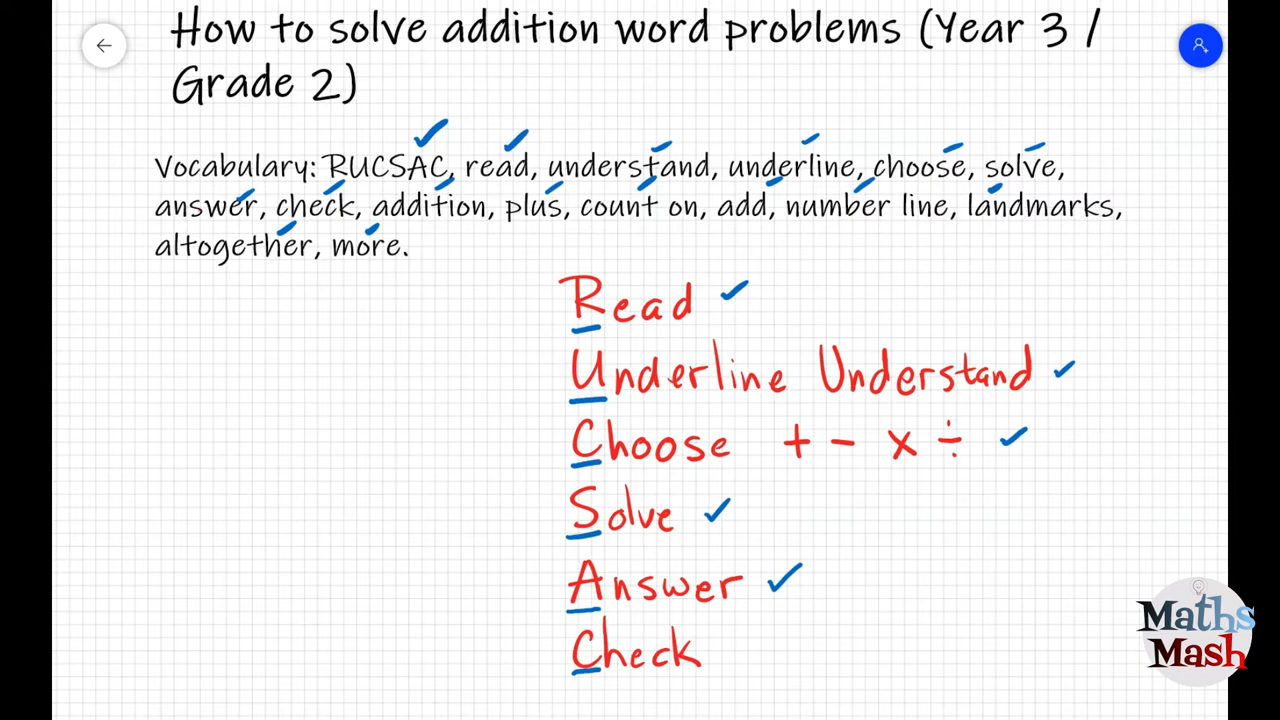 How to solve addition word problems (Year 3 /
Grade 2)
Vocabulary: RUCSAC, read, understand, underline, choose, solve,
answer, check, addition, plus, count on, add, number line, landmarks,
altogether, more.
Read
Underline Understand
Choose + - x ÷
Solve
Answer
Check
Maths
Mash